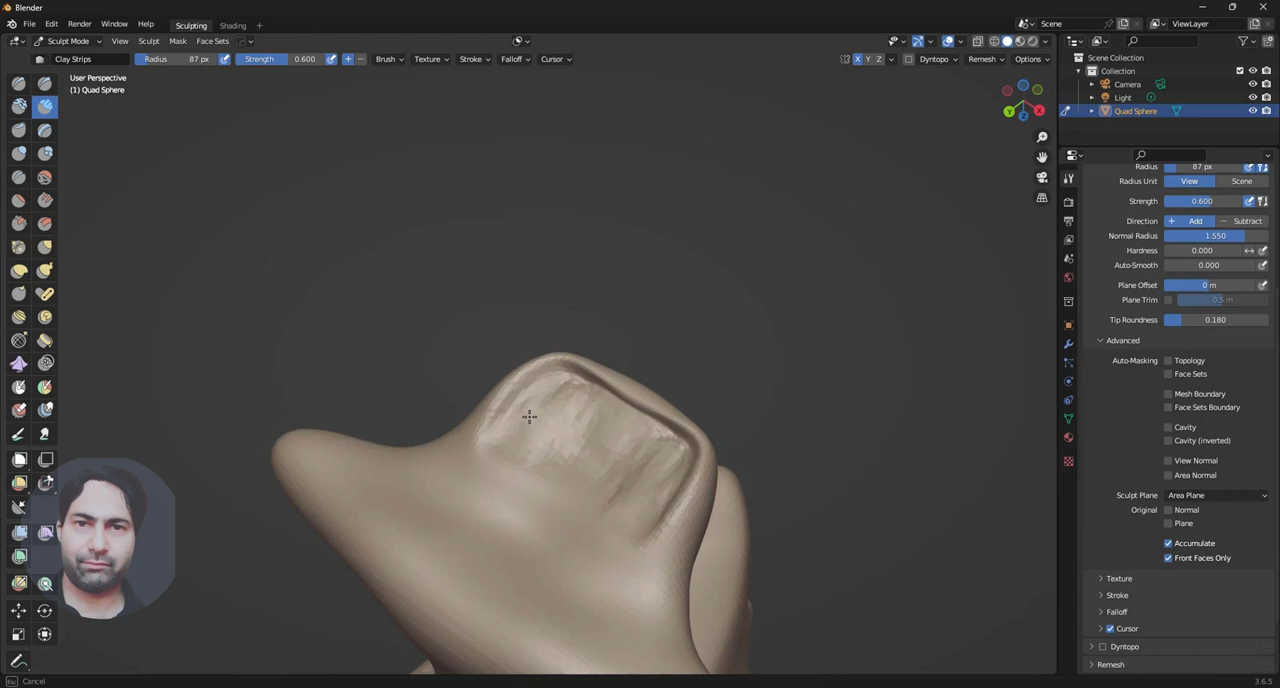 Blender
File Edit Render Window Help Sculpting Shading + Scene ViewLayer
Sculpt Mode View Sculpt Mask Face Sets
Clay Strips Radius 87 px Strength 0.600 + − Brush Texture Stroke Falloff Cursor X Y Z Dyntopo Remesh Options
User Perspective
(1) Quad Sphere
X
Y
Z
Scene Collection
Collection
Camera
Light
Quad Sphere
Radius 87 px
Radius Unit View Scene
Strength 0.600
Direction + Add − Subtract
Normal Radius 1.550
Hardness 0.000
Auto-Smooth 0.000
Plane Offset 0 m
Plane Trim 0.5 m
Tip Roundness 0.180
Advanced
Auto-Masking Topology
Face Sets
Mesh Boundary
Face Sets Boundary
Cavity
Cavity (inverted)
View Normal
Area Normal
Sculpt Plane Area Plane
Original Normal
Plane
Accumulate
Front Faces Only
Texture
Stroke
Falloff
Cursor
Dyntopo
Remesh
Esc Cancel
3.6.5